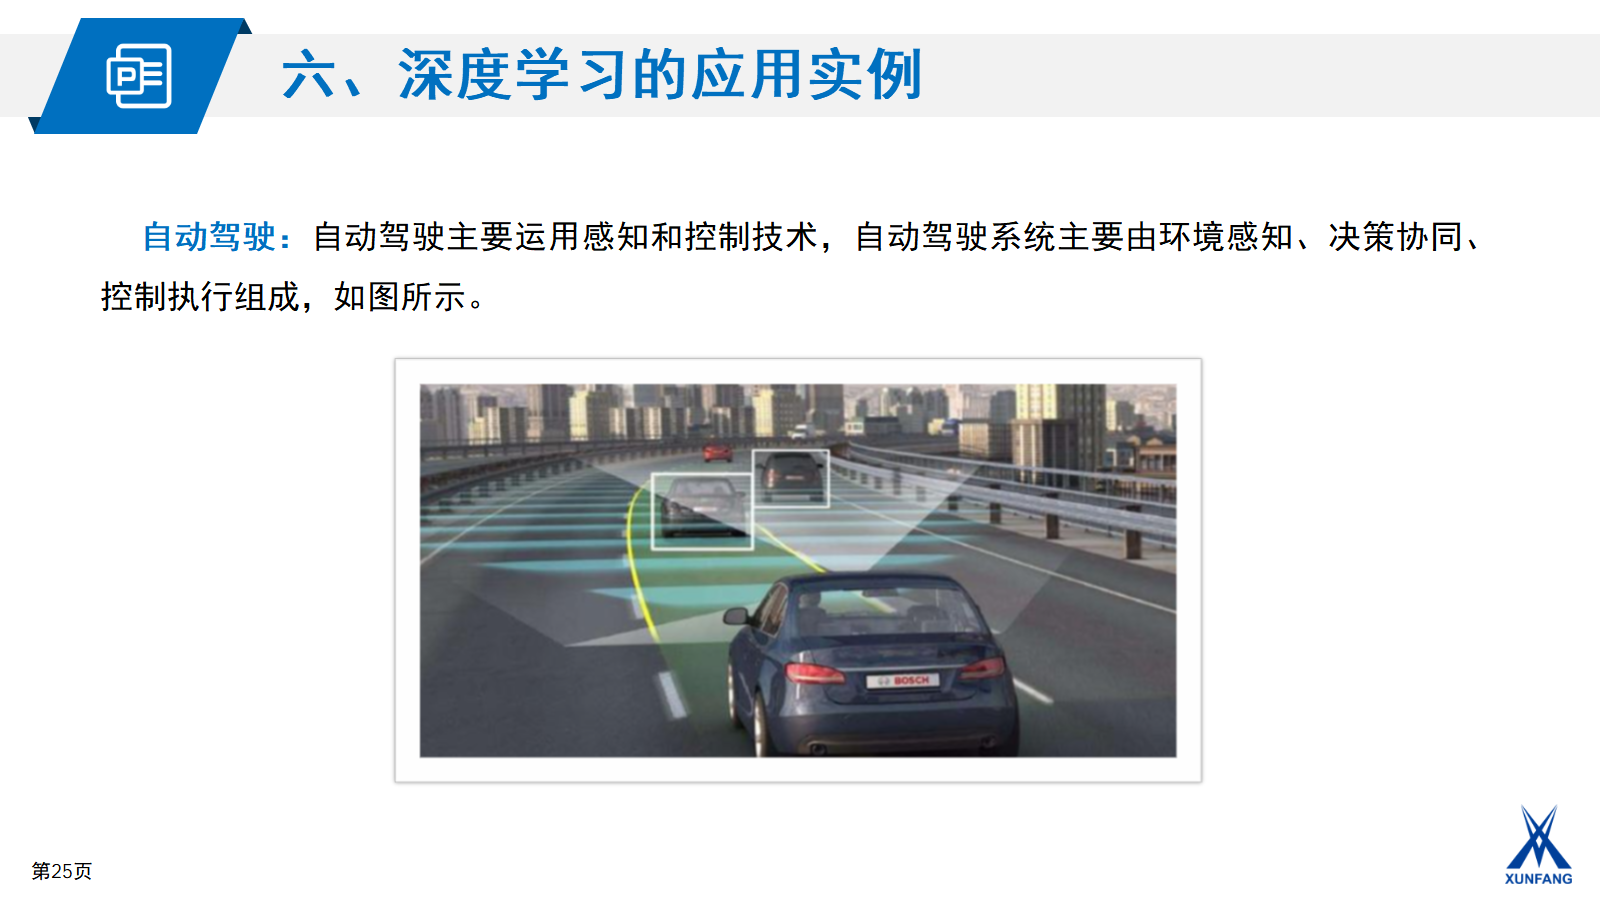 六、深度学习的应用实例
自动驾驶：自动驾驶主要运用感知和控制技术，自动驾驶系统主要由环境感知、决策协同、
控制执行组成，如图所示。
BOSCH
第25页
XUNFANG